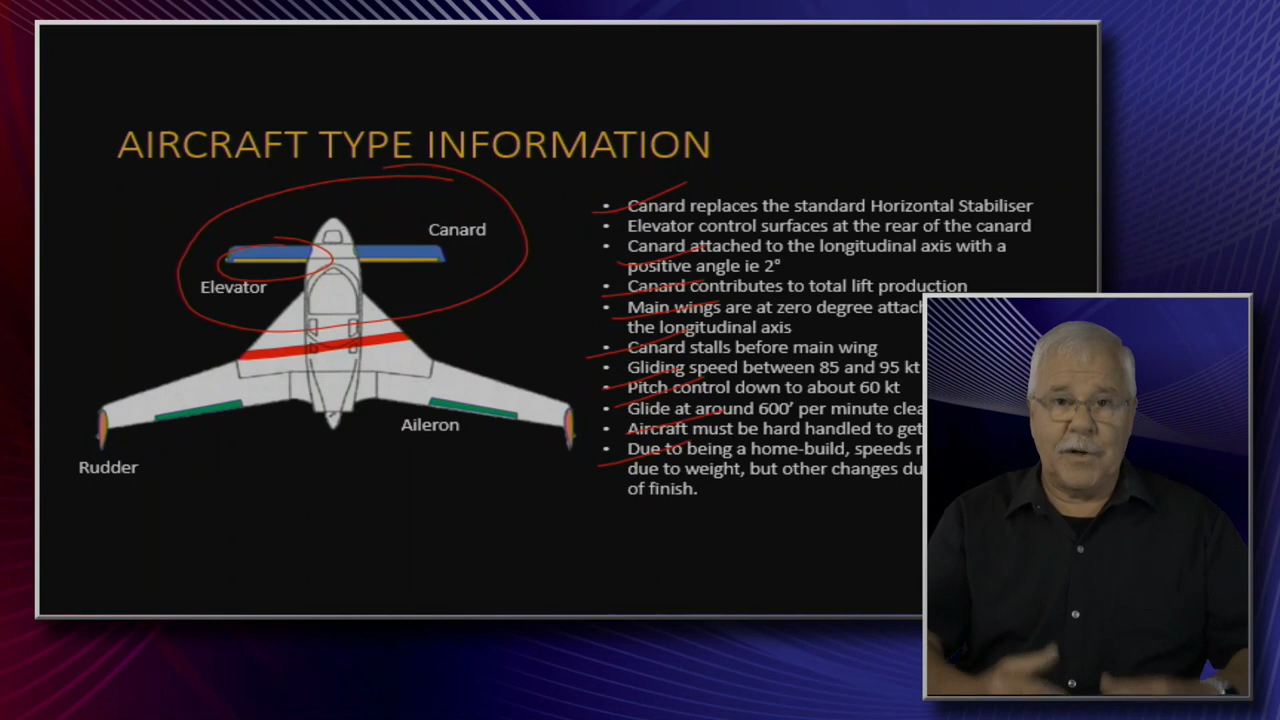 AIRCRAFT TYPE INFORMATION
Canard
Elevator
Aileron
Rudder
• Canard replaces the standard Horizontal Stabiliser
• Elevator control surfaces at the rear of the canard
• Canard attached to the longitudinal axis with a
positive angle ie 2°
• Canard contributes to total lift production
• Main wings are at zero degree
the longitudinal axis
• Canard stalls before main wing
• Gliding speed between 85 and 95 kt
• Pitch control down to about 60 kt
• Glide at around 600’ per minute
• Aircraft must be hard handled to get
• Due to being a home-build, speeds
due to weight, but other changes
of finish.